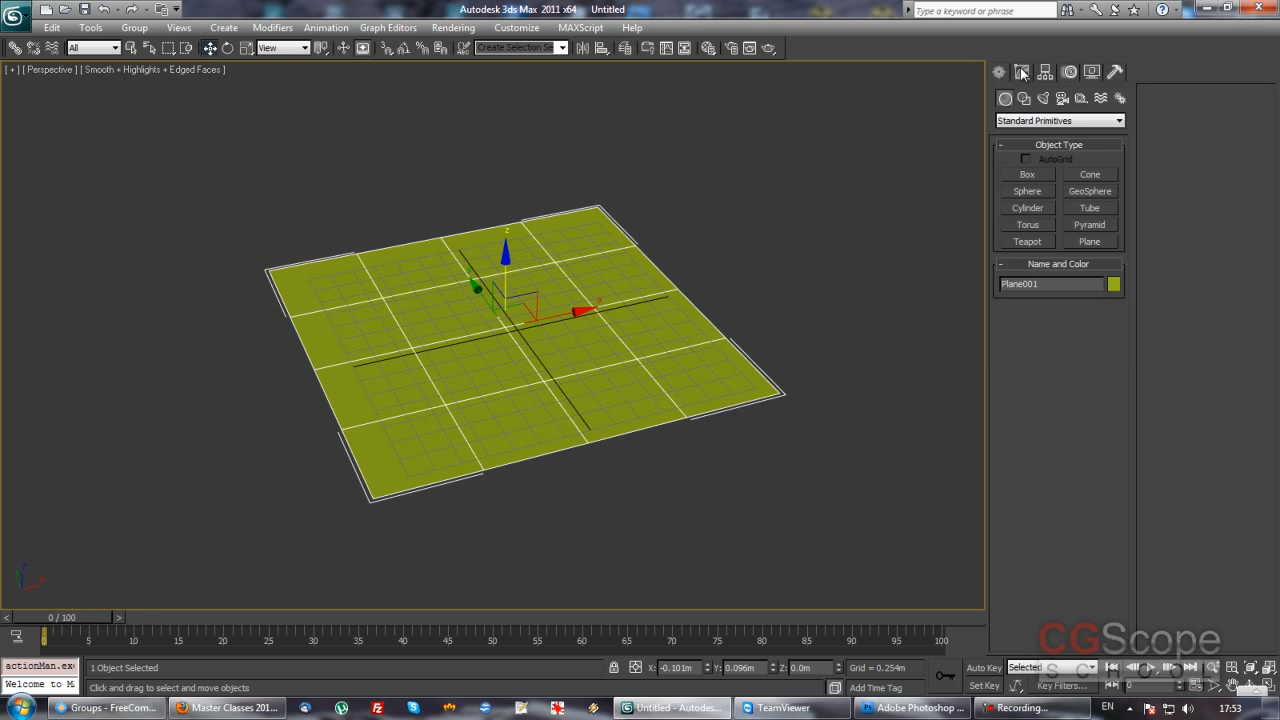 Autodesk 3ds Max 2011 x64 Untitled
Type a keyword or phrase
Edit Tools Group Views Create Modifiers Animation Graph Editors Rendering Customize MAXScript Help
All View Create Selection Se
[ + ] [ Perspective ] [ Smooth + Highlights + Edged Faces ]
Standard Primitives
- Object Type
AutoGrid
Box Cone
Sphere GeoSphere
Cylinder Tube
Torus Pyramid
Teapot Plane
- Name and Color
Plane001
z
x
z
< 0 / 100 >
0 5 10 15 20 25 30 35 40 45 50 55 60 65 70 75 80 85 90 95 100
CGScope
SCHOOL
actionMan.exe 1 Object Selected X: -0.101m Y: 0.096m Z: 0.0m Grid = 0.254m Auto Key Selected
Welcome to M Click and drag to select and move objects Add Time Tag Set Key Key Filters... 0
Groups - FreeCom... Master Classes 201... Untitled - Autodes... TeamViewer Adobe Photoshop ... Recording... EN 17:53